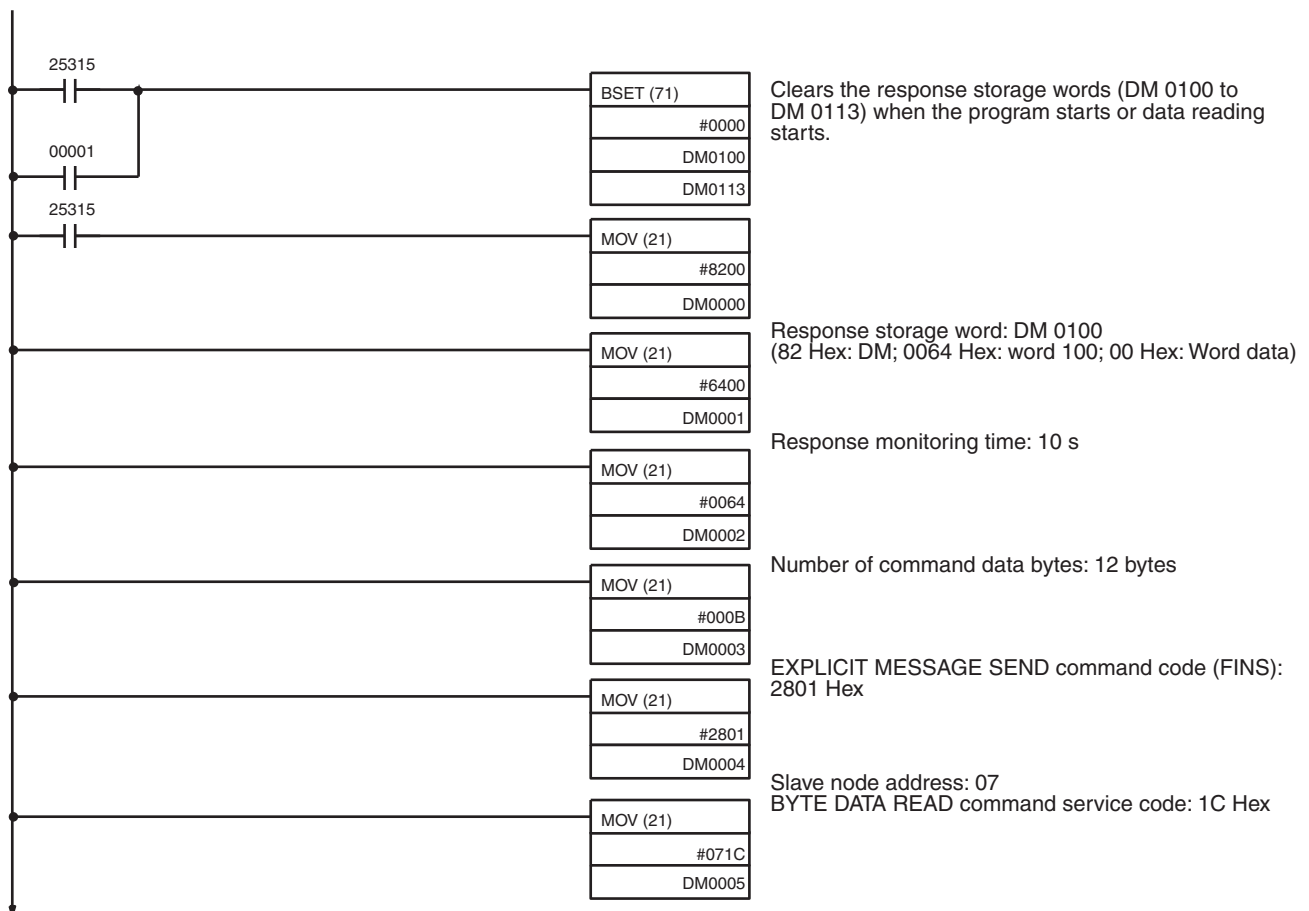 25315
BSET (71)
#0000
DM0100
DM0113
Clears the response storage words (DM 0100 to
DM 0113) when the program starts or data reading
starts.
00001
25315
MOV (21)
#8200
DM0000
Response storage word: DM 0100
(82 Hex: DM; 0064 Hex: word 100; 00 Hex: Word data)
MOV (21)
#6400
DM0001
Response monitoring time: 10 s
MOV (21)
#0064
DM0002
Number of command data bytes: 12 bytes
MOV (21)
#000B
DM0003
EXPLICIT MESSAGE SEND command code (FINS):
2801 Hex
MOV (21)
#2801
DM0004
Slave node address: 07
BYTE DATA READ command service code: 1C Hex
MOV (21)
#071C
DM0005